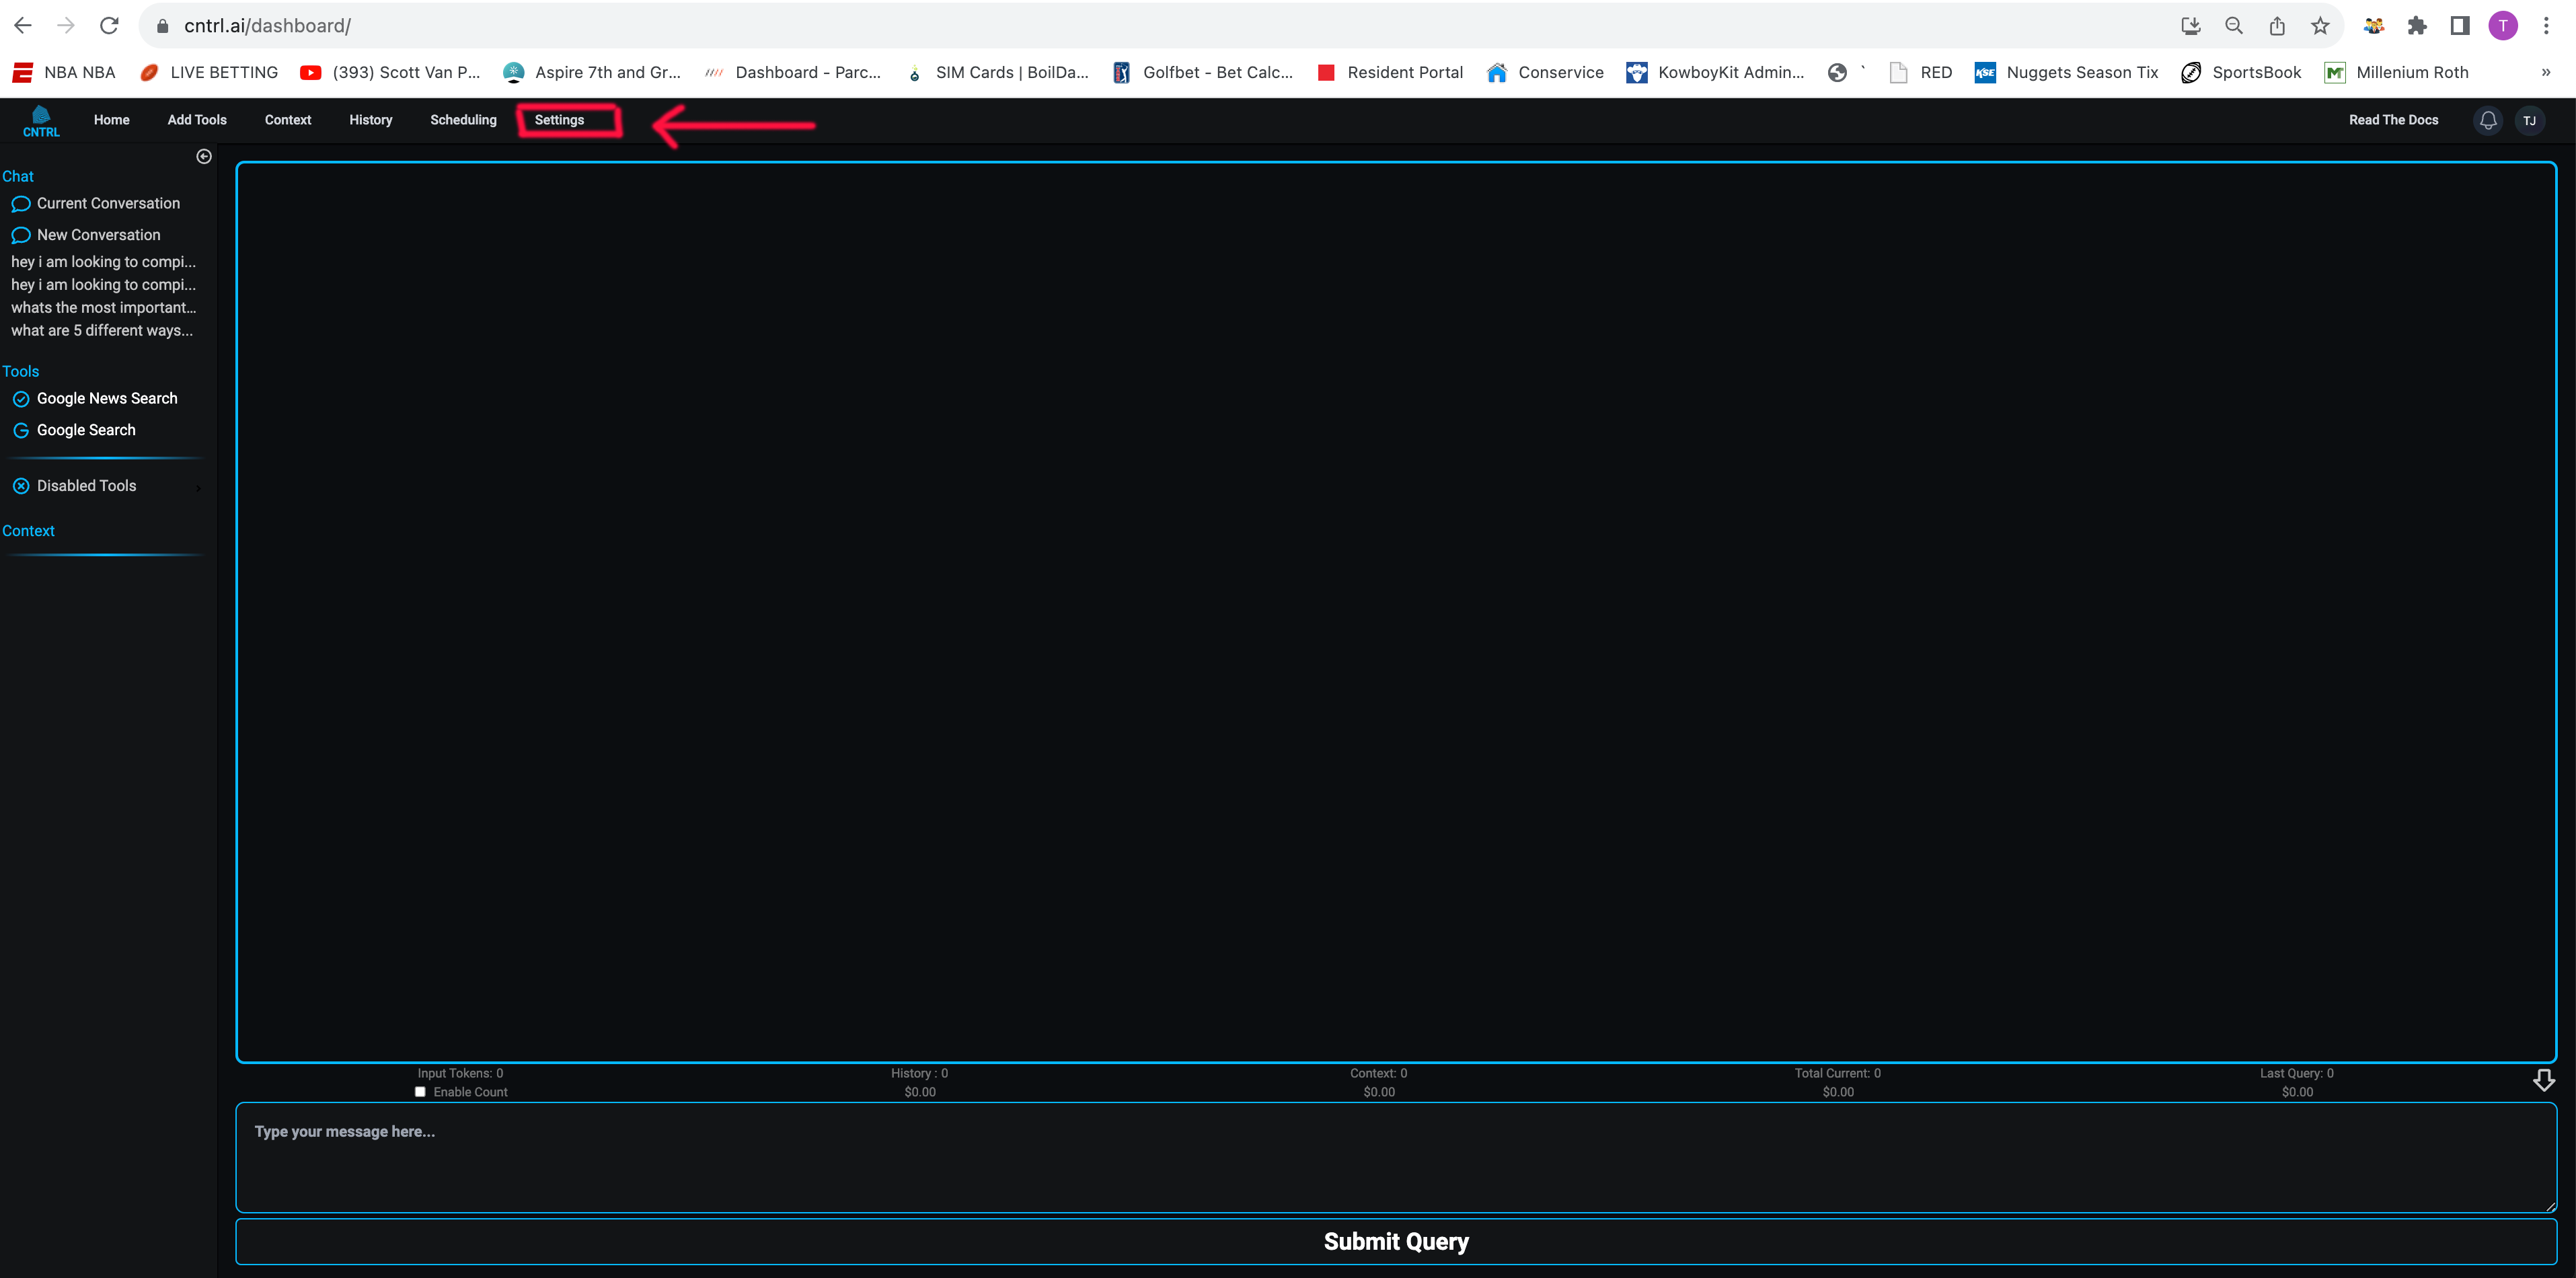 cntrl.ai/dashboard/
T
NBA NBA
LIVE BETTING
(393) Scott Van P...
Aspire 7th and Gr...
Dashboard - Parc...
SIM Cards | BoilDa...
Golfbet - Bet Calc...
Resident Portal
Conservice
KowboyKit Admin...
`
RED
KSE
Nuggets Season Tix
SportsBook
M
Millenium Roth
»
CNTRL
Home
Add Tools
Context
History
Scheduling
Settings
Read The Docs
TJ
Chat
Current Conversation
New Conversation
hey i am looking to compi...
hey i am looking to compi...
whats the most important...
what are 5 different ways...
Tools
Google News Search
Google Search
Disabled Tools
Context
Input Tokens: 0
Enable Count
History : 0
$0.00
Context: 0
$0.00
Total Current: 0
$0.00
Last Query: 0
$0.00
Type your message here...
Submit Query